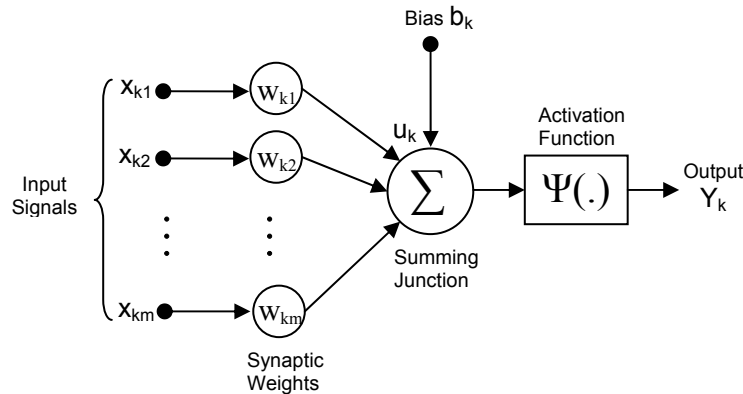 Bias b_k
x_k1
w_k1
Activation
Function
u_k
x_k2
w_k2
Input
Signals
Σ
Ψ(.)
Output
Y_k
Summing
Junction
x_km
w_km
Synaptic
Weights